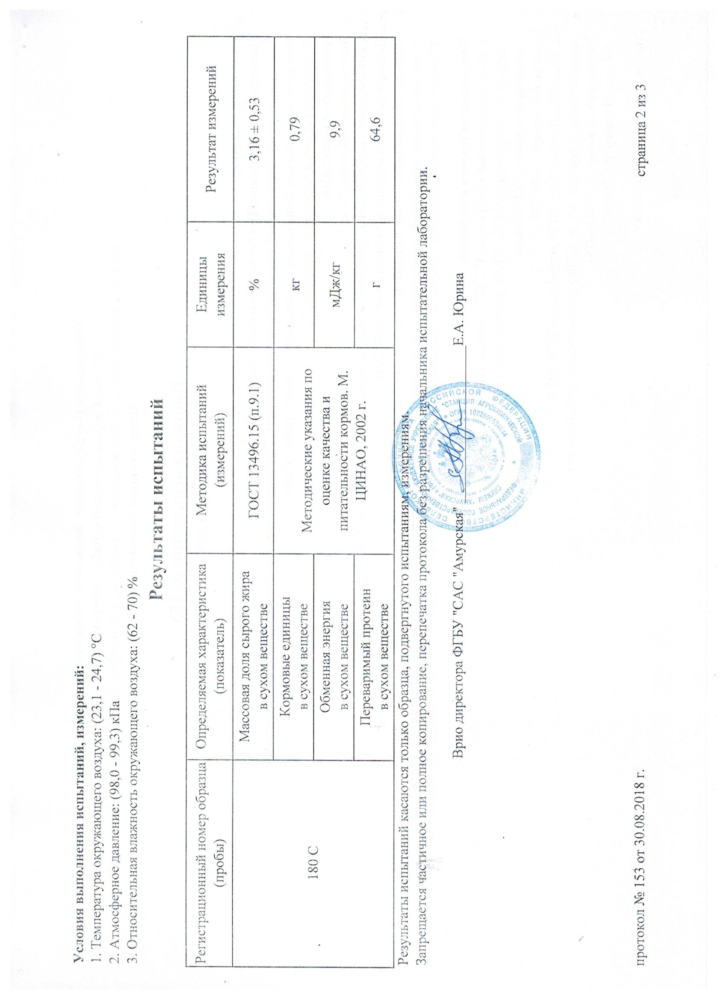 Условия выполнения испытаний, измерений:
1. Температура окружающего воздуха: (23,1 - 24,7) °С
2. Атмосферное давление: (98,0 - 99,3) кПа
3. Относительная влажность окружающего воздуха: (62 - 70) %
Результаты испытаний
Регистрационный номер образца
(пробы)
Определяемая характеристика
(показатель)
Методика испытаний
(измерений)
Единицы
измерения
Результат измерений
180 С
Массовая доля сырого жира
в сухом веществе
ГОСТ 13496.15 (п.9.1)
%
3,16 ± 0,53
Кормовые единицы
в сухом веществе
Методические указания по
оценке качества и
питательности кормов. М.
ЦИНАО, 2002 г.
кг
0,79
Обменная энергия
в сухом веществе
мДж/кг
9,9
Переваримый протеин
в сухом веществе
г
64,6
Результаты испытаний касаются только образца, подвергнутого испытаниям, измерениям.
Запрещается частичное или полное копирование, перепечатка протокола без разрешения начальника испытательной лаборатории.
Врио директора ФГБУ "САС "Амурская" Е.А. Юрина
МИНИСТЕРСТВО СЕЛЬСКОГО ХОЗЯЙСТВА РОССИЙСКОЙ ФЕДЕРАЦИИ
ФЕДЕРАЛЬНОЕ ГОСУДАРСТВЕННОЕ БЮДЖЕТНОЕ УЧРЕЖДЕНИЕ "СТАНЦИЯ АГРОХИМИЧЕСКОЙ
СЛУЖБЫ "АМУРСКАЯ"
протокол № 153 от 30.08.2018 г.
страница 2 из 3